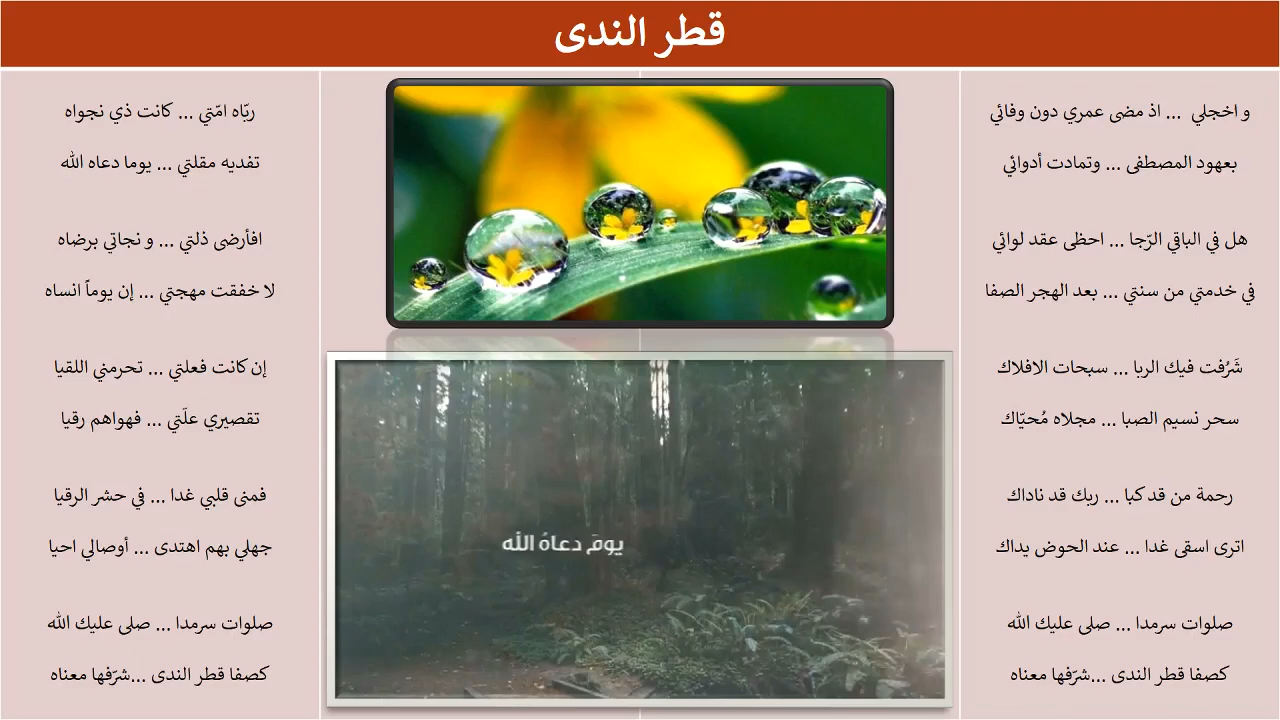 قطر الندى
و اخجلي ... اذ مضى عمري دون وفائي
بعهود المصطفى ... وتمادت أدوائي
هل في الباقي الرّجا ... احظى عقد لوائي
في خدمتي من سنتي ... بعد الهجر الصفا
شَرُفت فيك الربا ... سبحات الافلاك
سحر نسيم الصبا ... مجلاه مُحيّاك
رحمة من قد كبا ... ربك قد ناداك
اترى اسقى غدا ... عند الحوض يداك
صلوات سرمدا ... صلى عليك الله
كصفا قطر الندى ...شرّفها معناه
ربّاه امّتي ... كانت ذي نجواه
تفديه مقلتي ... يوما دعاه الله
افأرضى ذلتي ... و نجاتي برضاه
لا خفقت مهجتي ... إن يوماً انساه
إن كانت فعلتي ... تحرمني اللقيا
تقصيري علّتي ... فهواهم رقيا
فمنى قلبي غدا ... في حشر الرقيا
جهلي بهم اهتدى ... أوصالي احيا
صلوات سرمدا ... صلى عليك الله
كصفا قطر الندى ...شرّفها معناه
يومَ دعاهُ الله